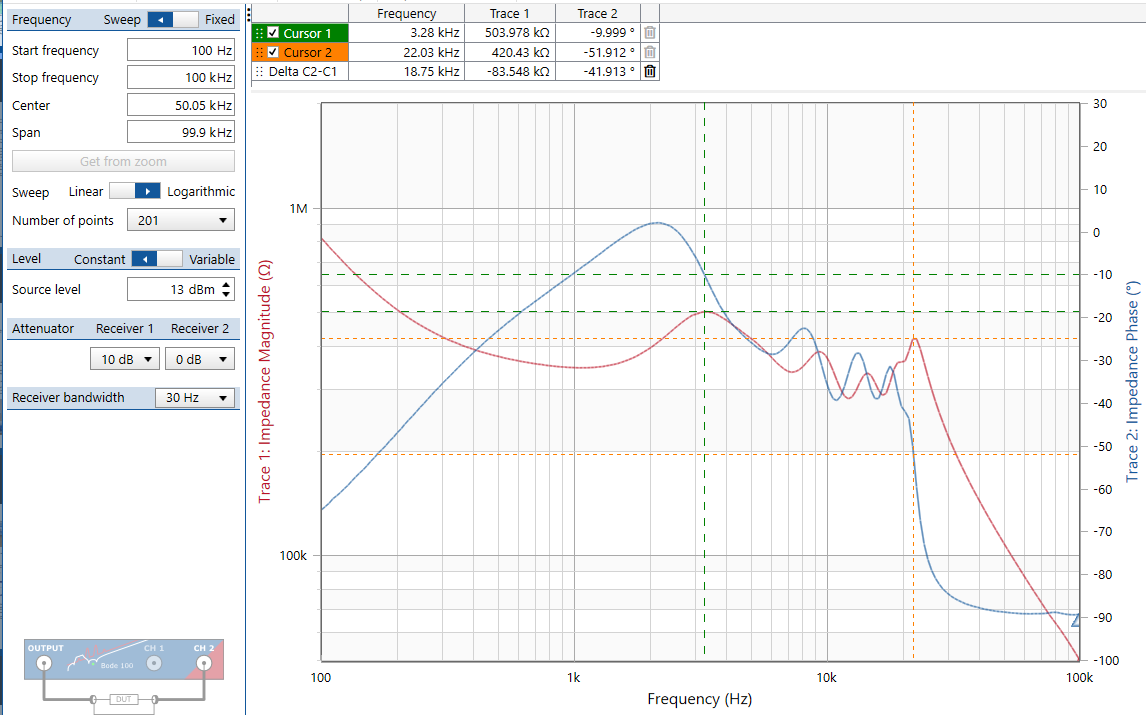 Frequency Sweep Fixed
Start frequency 100 Hz
Stop frequency 100 kHz
Center 50.05 kHz
Span 99.9 kHz
Get from zoom
Sweep Linear Logarithmic
Number of points 201
Level Constant Variable
Source level 13 dBm
Attenuator Receiver 1 Receiver 2
10 dB 0 dB
Receiver bandwidth 30 Hz
OUTPUT CH 1 CH 2
Bode 100
DUT
Frequency Trace 1 Trace 2
Cursor 1 3.28 kHz 503.978 kΩ -9.999 °
Cursor 2 22.03 kHz 420.43 kΩ -51.912 °
Delta C2-C1 18.75 kHz -83.548 kΩ -41.913 °
Trace 1: Impedance Magnitude (Ω)
1M
100k
30
20
10
0
-10
-20
-30
-40
-50
-60
-70
-80
-90
-100
Trace 2: Impedance Phase (°)
100 1k 10k 100k
Frequency (Hz)